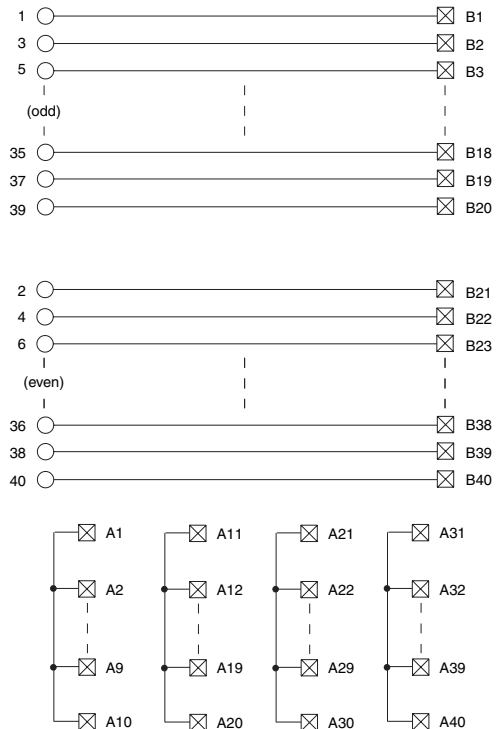 1 B1
3 B2
5 B3
(odd)
35 B18
37 B19
39 B20
2 B21
4 B22
6 B23
(even)
36 B38
38 B39
40 B40
A1 A11 A21 A31
A2 A12 A22 A32
A9 A19 A29 A39
A10 A20 A30 A40